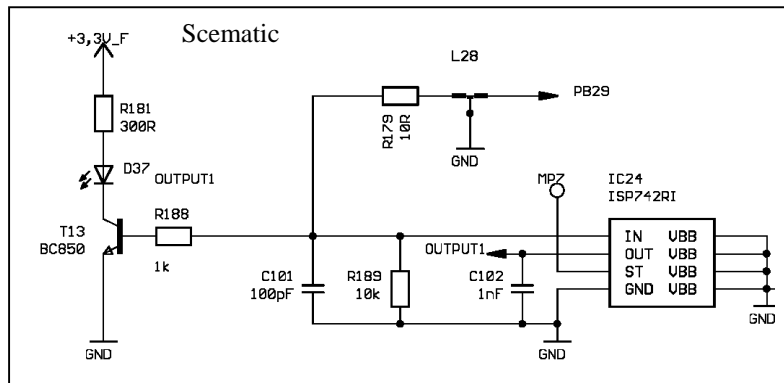 Scematic
+3,3V_F
R181
300R
D37
OUTPUT1
T13
BC850
R188
1k
GND
L28
R179
10R
PB29
GND
MP7
IC24
ISP742RI
OUTPUT1
IN VBB
OUT VBB
ST VBB
GND VBB
C101
100pF
R189
10k
C102
1nF
GND
GND